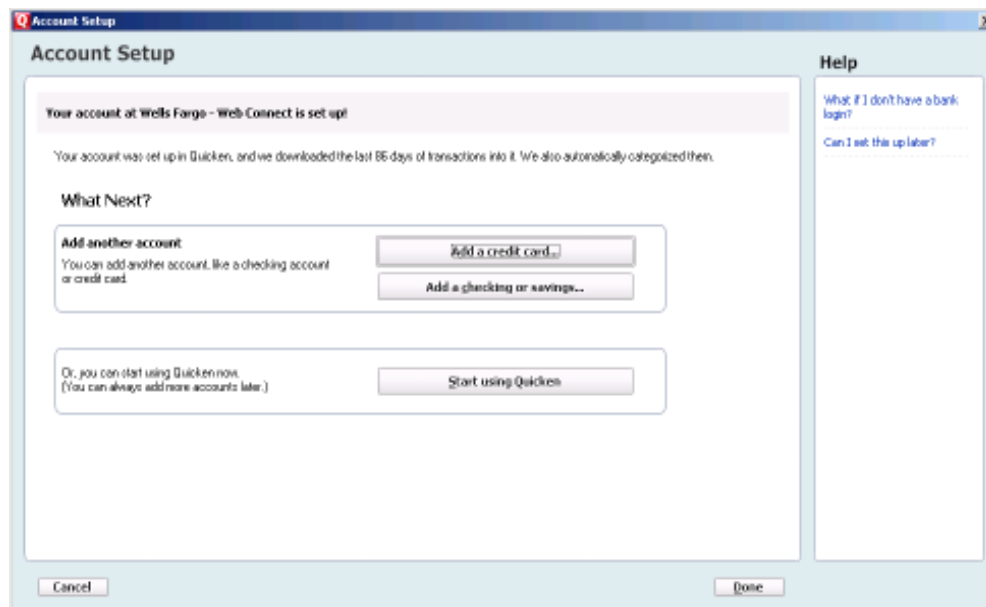 Account Setup
Account Setup
Help
Your account at Wells Fargo - Web Connect is set up!
Your account was set up in Quicken, and we downloaded the last 86 days of transactions into it. We also automatically categorized them.
What Next?
Add another account
You can add another account, like a checking account
or credit card.
Add a credit card...
Add a checking or savings...
Or, you can start using Quicken now.
(You can always add more accounts later.)
Start using Quicken
What if I don't have a bank
login?
Can I set this up later?
Cancel
Done